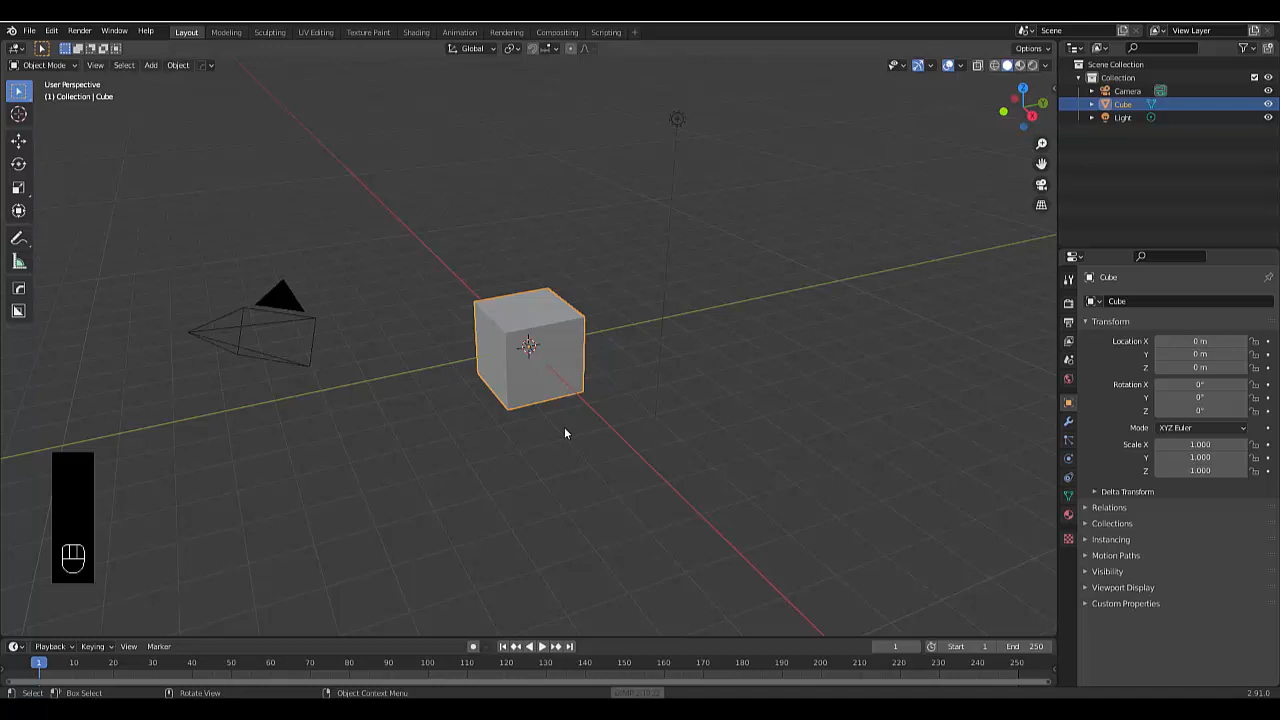 File Edit Render Window Help Layout Modeling Sculpting UV Editing Texture Paint Shading Animation Rendering Compositing Scripting + Scene View Layer
Global Options
Object Mode View Select Add Object
User Perspective
(1) Collection | Cube
Scene Collection
Collection
Camera
Cube
Light
Z
Y
X
Cube
Cube
Transform
Location X 0 m
Y 0 m
Z 0 m
Rotation X 0°
Y 0°
Z 0°
Mode XYZ Euler
Scale X 1.000
Y 1.000
Z 1.000
Delta Transform
Relations
Collections
Instancing
Motion Paths
Visibility
Viewport Display
Custom Properties
Playback Keying View Marker 1 Start 1 End 250
1 10 20 30 40 50 60 70 80 90 100 110 120 130 140 150 160 170 180 190 200 210 220 230 240 250
Select Box Select Rotate View Object Context Menu 2.91.0